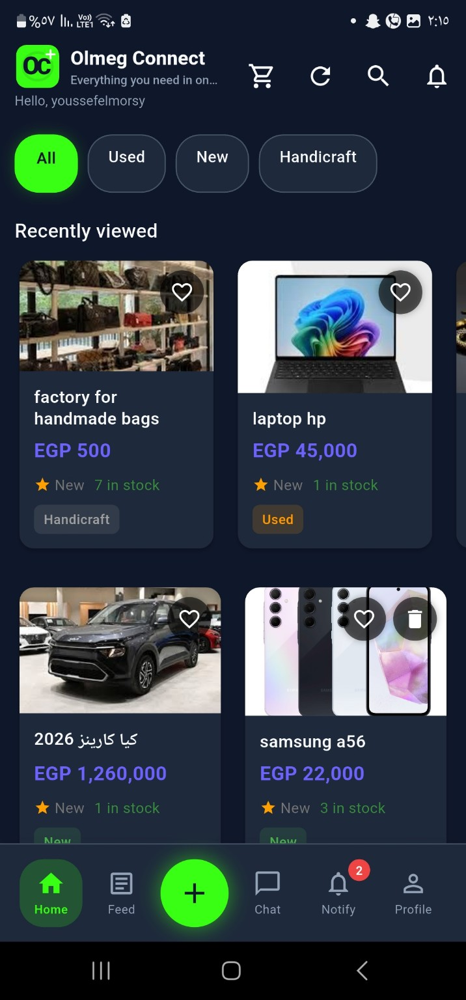 %٥٧ Vo)) LTE1 ٢:١٥
OC+
Olmeg Connect
Everything you need in on...
Hello, youssefelmorsy
All Used New Handicraft
Recently viewed
factory for
handmade bags
EGP 500
New 7 in stock
Handicraft
laptop hp
EGP 45,000
New 1 in stock
Used
كيا كارينز 2026
EGP 1,260,000
New 1 in stock
New
samsung a56
EGP 22,000
New 3 in stock
New
2
Home Feed Chat Notify Profile